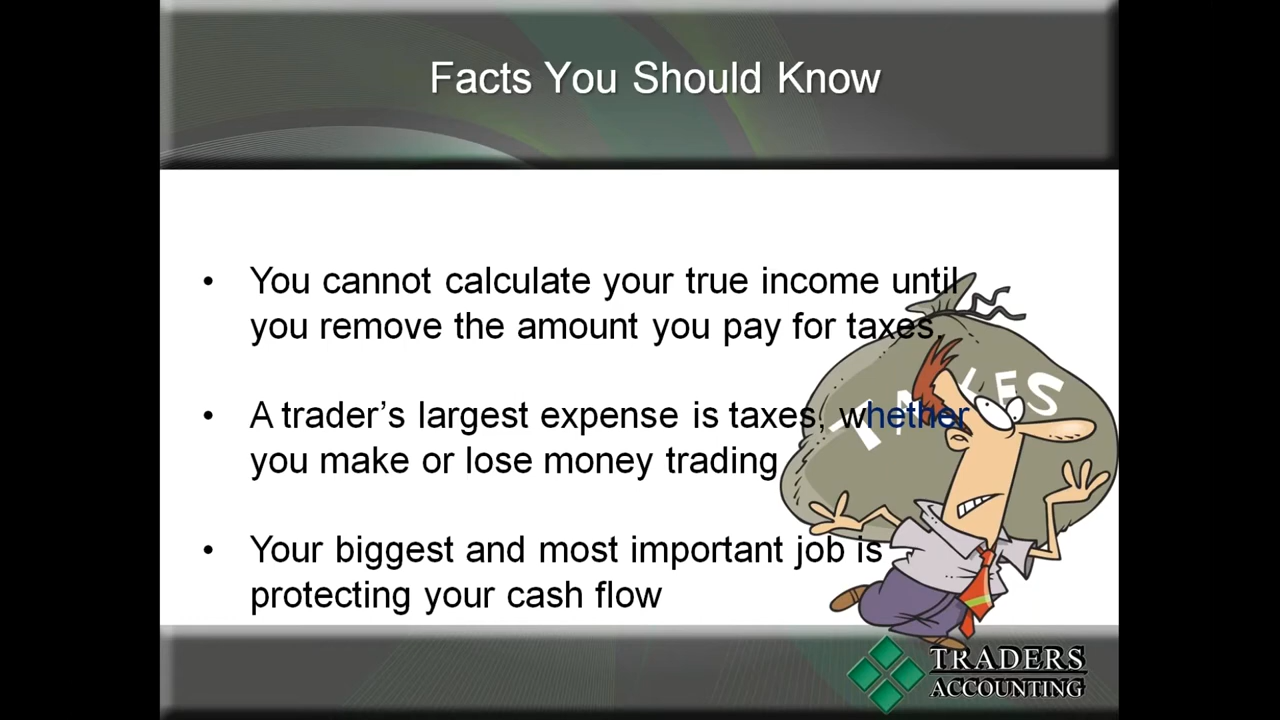 Facts You Should Know
• You cannot calculate your true income until
you remove the amount you pay for taxes.
• A trader's largest expense is taxes, whether
you make or lose money trading
• Your biggest and most important job is
protecting your cash flow
TAXES
TRADERS
ACCOUNTING